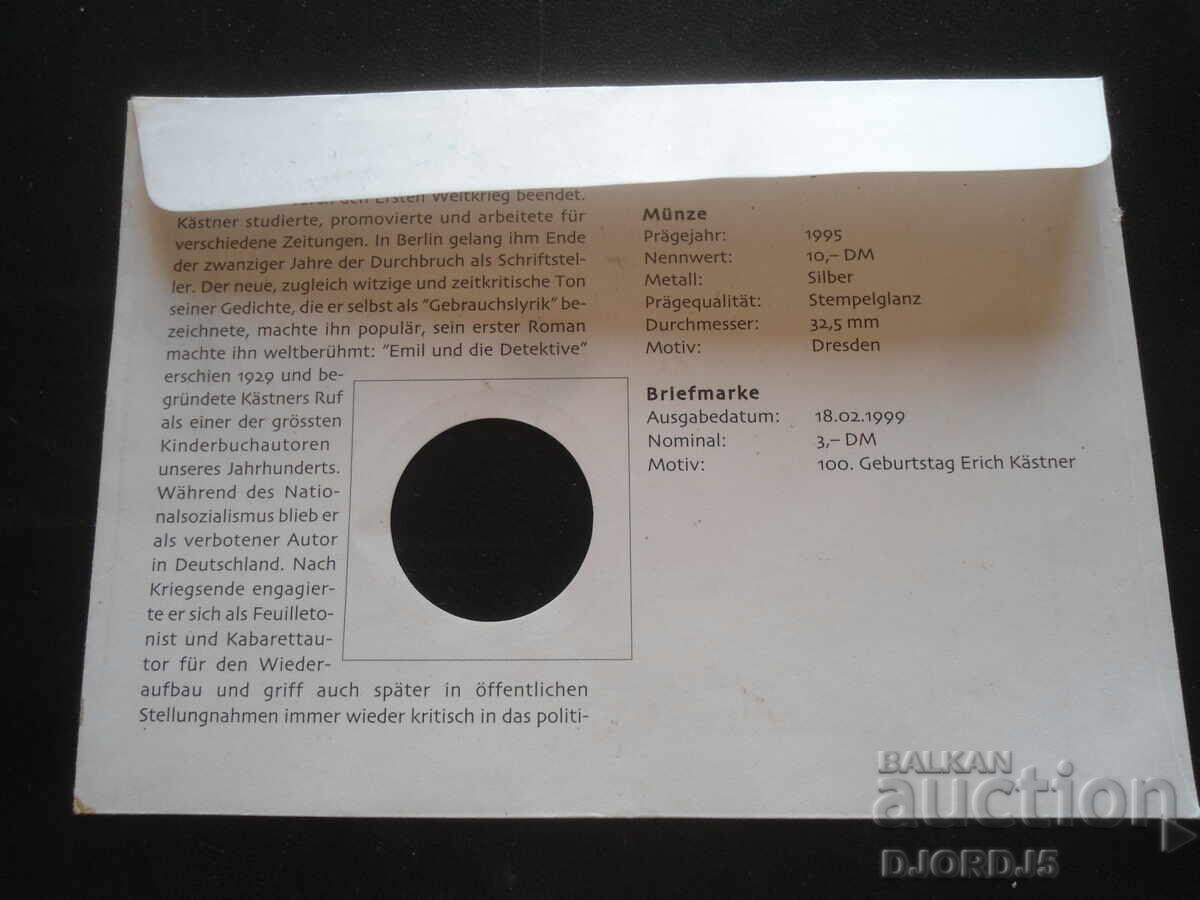 den Ersten Weltkrieg beendet.
Kästner studierte, promovierte und arbeitete für
verschiedene Zeitungen. In Berlin gelang ihm Ende
der zwanziger Jahre der Durchbruch als Schriftstel-
ler. Der neue, zugleich witzige und zeitkritische Ton
seiner Gedichte, die er selbst als "Gebrauchslyrik" be-
zeichnete, machte ihn populär, sein erster Roman
machte ihn weltberühmt: "Emil und die Detektive"
erschien 1929 und be-
gründete Kästners Ruf
als einer der grössten
Kinderbuchautoren
unseres Jahrhunderts.
Während des Natio-
nalsozialismus blieb er
als verbotener Autor
in Deutschland. Nach
Kriegsende engagier-
te er sich als Feuilleto-
nist und Kabarettau-
tor für den Wieder-
aufbau und griff auch später in öffentlichen
Stellungnahmen immer wieder kritisch in das politi-
Münze
Prägejahr: 1995
Nennwert: 10,– DM
Metall: Silber
Prägequalität: Stempelglanz
Durchmesser: 32,5 mm
Motiv: Dresden
Briefmarke
Ausgabedatum: 18.02.1999
Nominal: 3,– DM
Motiv: 100. Geburtstag Erich Kästner
BALKAN
auction
DJORDJ5